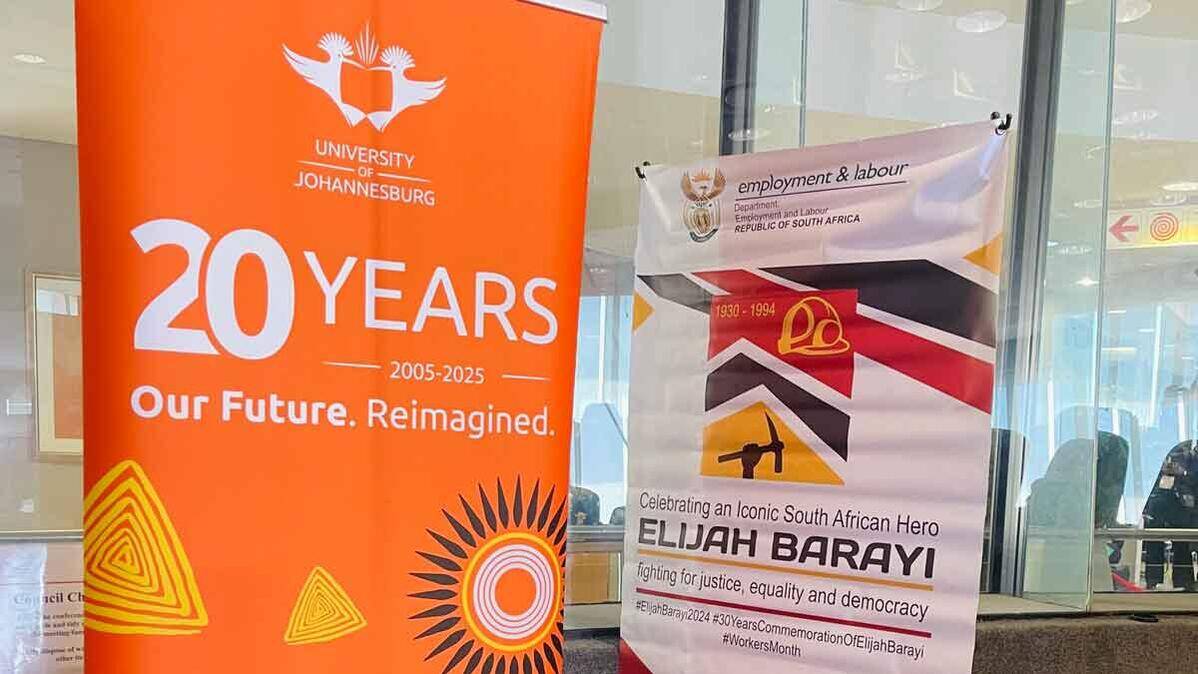 UNIVERSITY
OF
JOHANNESBURG
20 YEARS
2005-2025
Our Future. Reimagined.
employment & labour
Department:
Employment and Labour
REPUBLIC OF SOUTH AFRICA
1930 - 1994
Celebrating an Iconic South African Hero
ELIJAH BARAYI
fighting for justice, equality and democracy
#ElijahBarayi2024 #30YearsCommemorationOfElijahBarayi
#WorkersMonth
Council